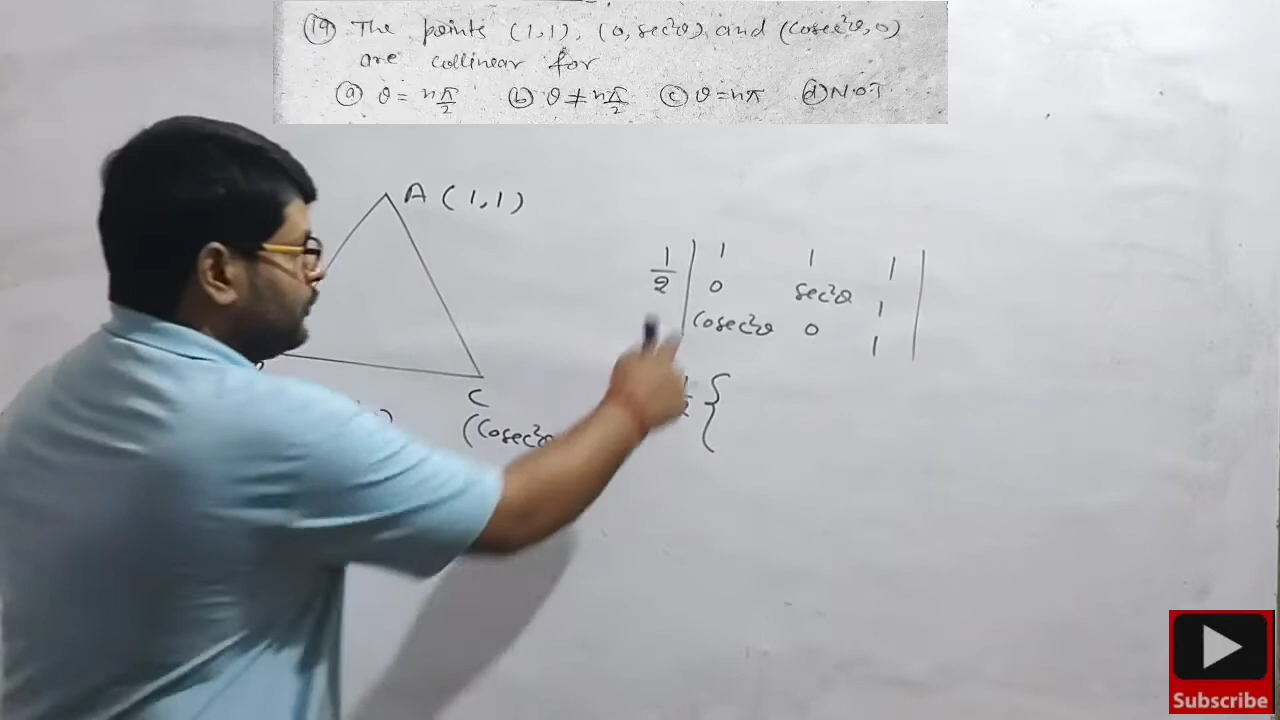 (19) The points (1,1), (0, sec²θ) and (cosec²θ, 0)
are collinear for
(a) θ = nπ/2 (b) θ ≠ nπ/2 (c) θ = nπ (d) N.O.T
A (1,1)
1/2 | 1 1 1
0 sec²θ 1
cosec²θ 0 1 |
{
C
(cosec²θ
Subscribe